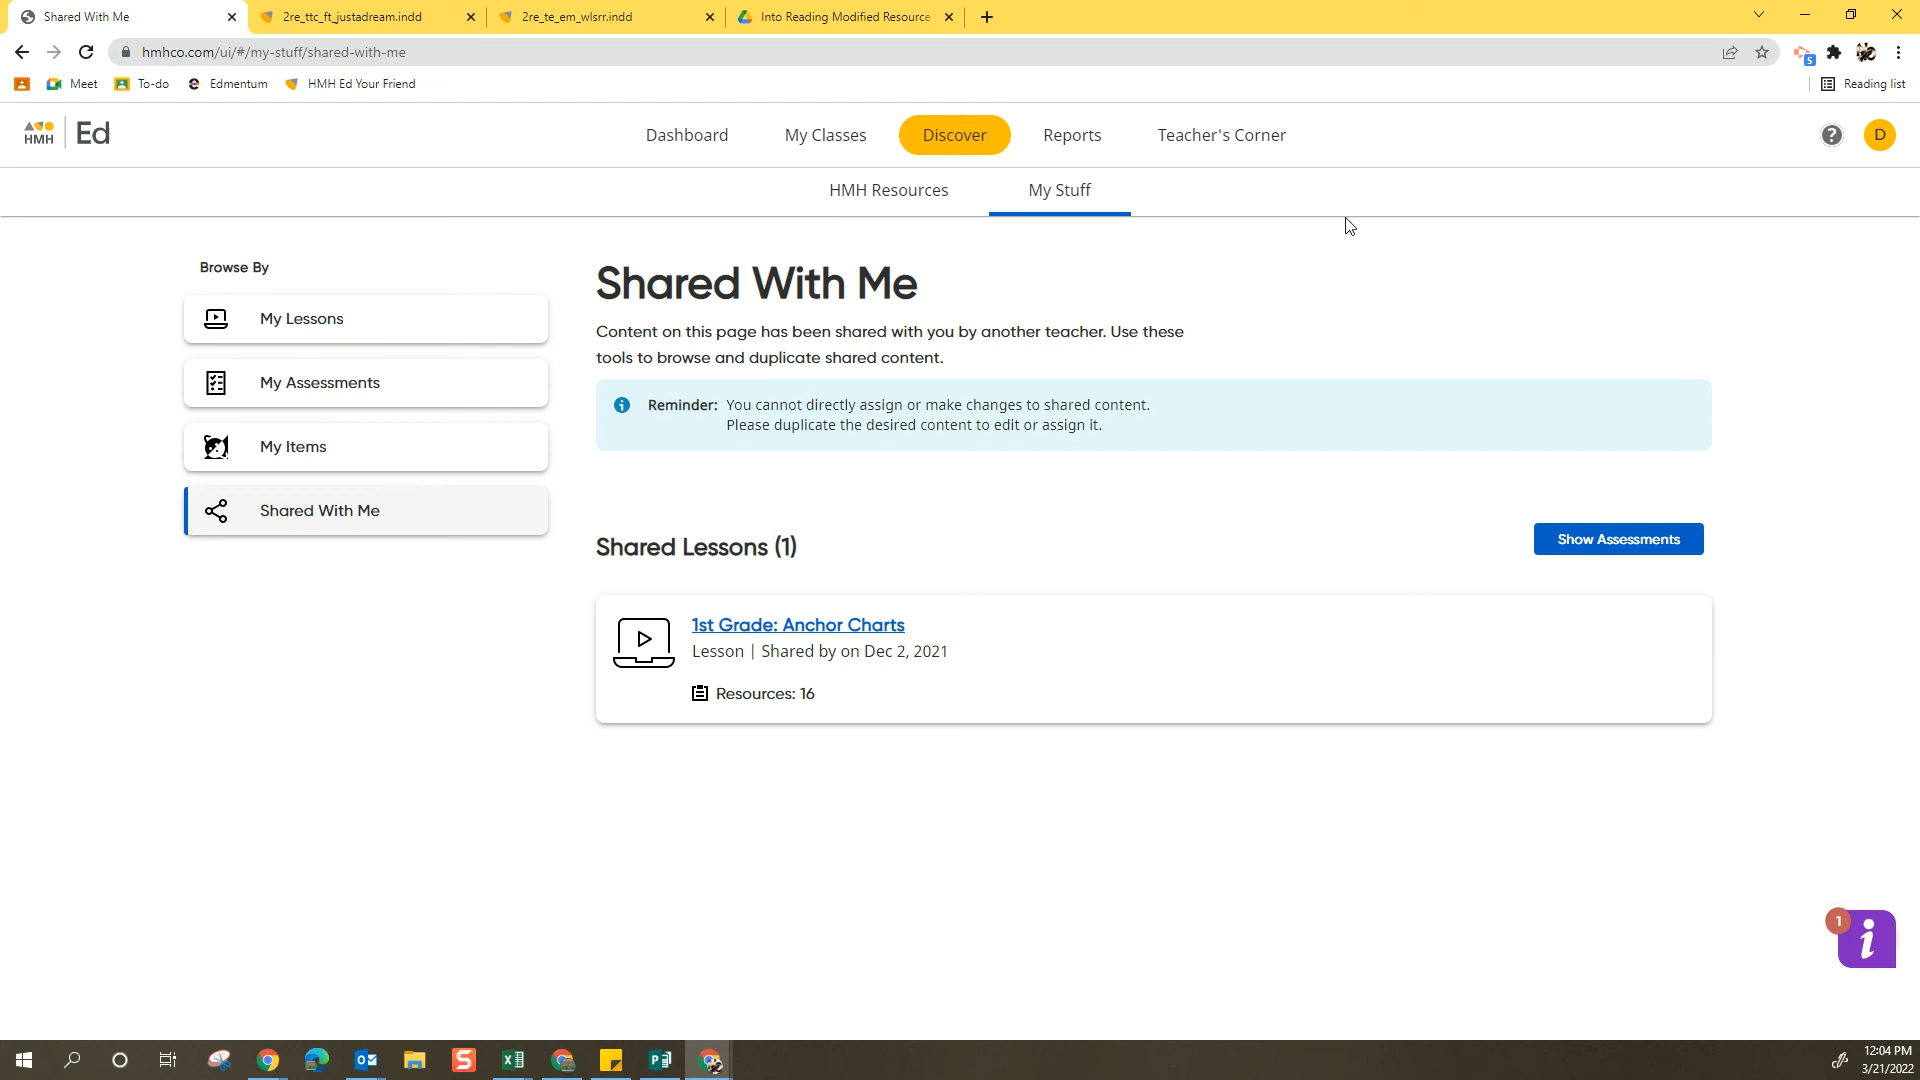 Shared With Me
2re_ttc_ft_justadream.indd
2re_te_em_wlsrr.indd
Into Reading Modified Resource
hmhco.com/ui/#/my-stuff/shared-with-me
5
Meet
To-do
Edmentum
HMH Ed Your Friend
Reading list
HMH
Ed
Dashboard
My Classes
Discover
Reports
Teacher's Corner
?
D
HMH Resources
My Stuff
Browse By
My Lessons
My Assessments
My Items
Shared With Me
Shared With Me
Content on this page has been shared with you by another teacher. Use these
tools to browse and duplicate shared content.
Reminder: You cannot directly assign or make changes to shared content.
Please duplicate the desired content to edit or assign it.
Shared Lessons (1)
Show Assessments
1st Grade: Anchor Charts
Lesson | Shared by on Dec 2, 2021
Resources: 16
1
i
12:04 PM
3/21/2022